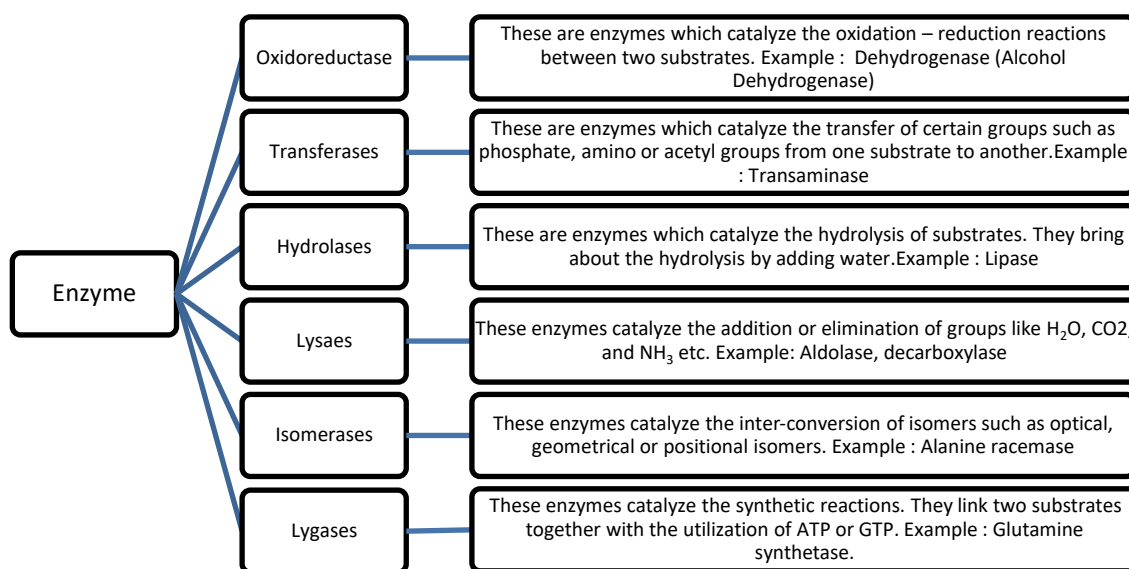 Enzyme
Oxidoreductase
These are enzymes which catalyze the oxidation – reduction reactions
between two substrates. Example :  Dehydrogenase (Alcohol
Dehydrogenase)
Transferases
These are enzymes which catalyze the transfer of certain groups such as
phosphate, amino or acetyl groups from one substrate to another.Example
: Transaminase
Hydrolases
These are enzymes which catalyze the hydrolysis of substrates. They bring
about the hydrolysis by adding water.Example : Lipase
Lysaes
These enzymes catalyze the addition or elimination of groups like H₂O, CO2,
and NH₃ etc. Example: Aldolase, decarboxylase
Isomerases
These enzymes catalyze the inter-conversion of isomers such as optical,
geometrical or positional isomers. Example : Alanine racemase
Lygases
These enzymes catalyze the synthetic reactions. They link two substrates
together with the utilization of ATP or GTP. Example : Glutamine
synthetase.